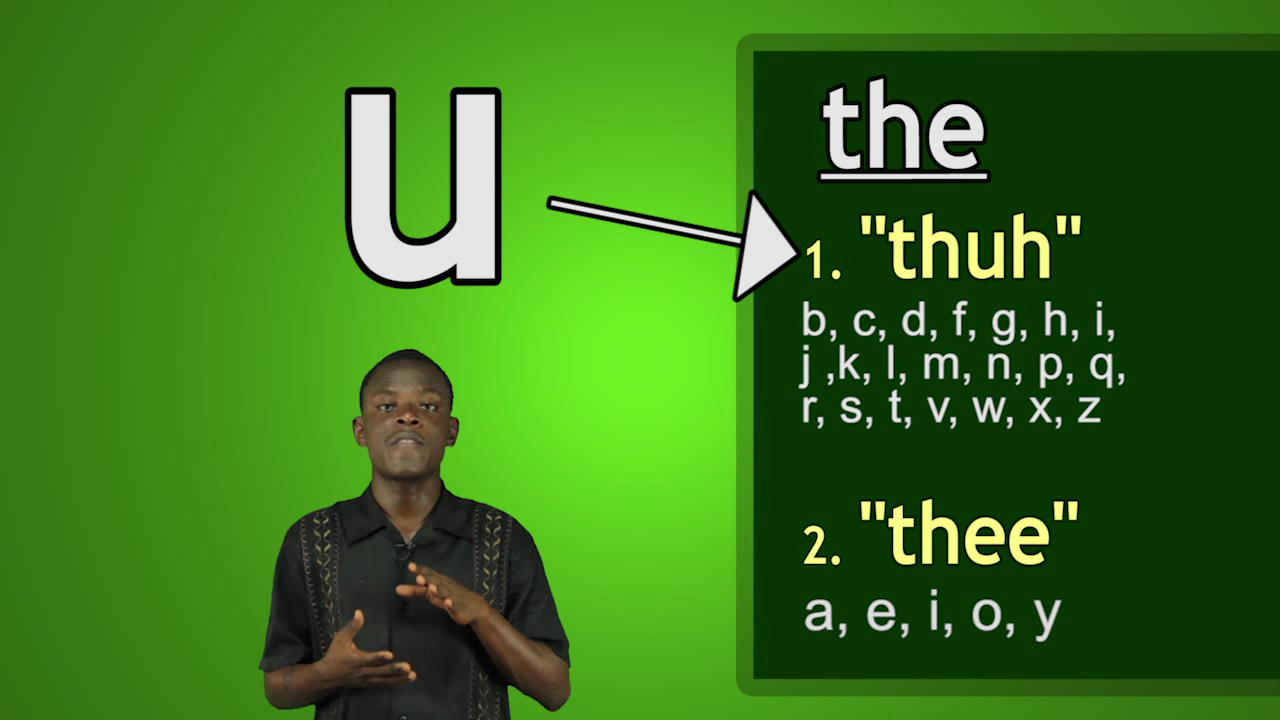 u
the
1. "thuh"
b, c, d, f, g, h, i,
j ,k, l, m, n, p, q,
r, s, t, v, w, x, z
2. "thee"
a, e, i, o, y